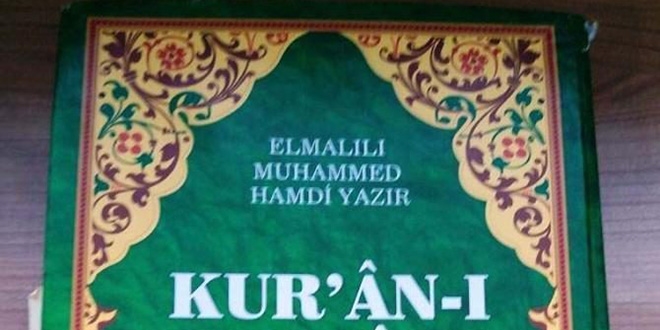 ELMALILI
MUHAMMED
HAMDİ YAZIR
KUR'ÂN-I